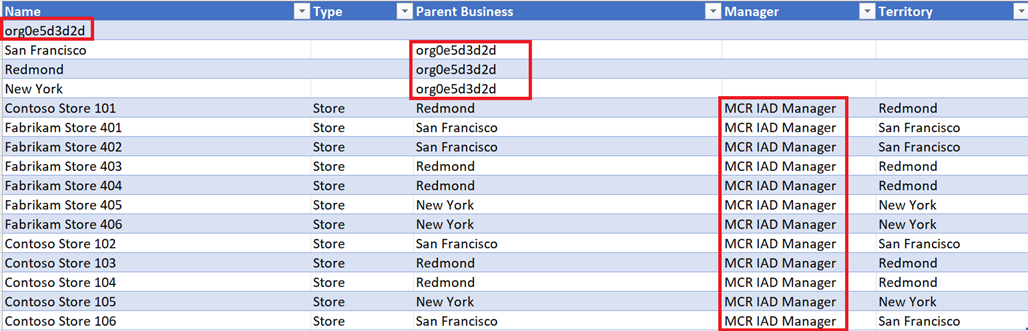 Name Type Parent Business Manager Territory
org0e5d3d2d
San Francisco org0e5d3d2d
Redmond org0e5d3d2d
New York org0e5d3d2d
Contoso Store 101 Store Redmond MCR IAD Manager Redmond
Fabrikam Store 401 Store San Francisco MCR IAD Manager San Francisco
Fabrikam Store 402 Store San Francisco MCR IAD Manager San Francisco
Fabrikam Store 403 Store Redmond MCR IAD Manager Redmond
Fabrikam Store 404 Store Redmond MCR IAD Manager Redmond
Fabrikam Store 405 Store New York MCR IAD Manager New York
Fabrikam Store 406 Store New York MCR IAD Manager New York
Contoso Store 102 Store San Francisco MCR IAD Manager San Francisco
Contoso Store 103 Store Redmond MCR IAD Manager Redmond
Contoso Store 104 Store Redmond MCR IAD Manager Redmond
Contoso Store 105 Store New York MCR IAD Manager New York
Contoso Store 106 Store San Francisco MCR IAD Manager San Francisco